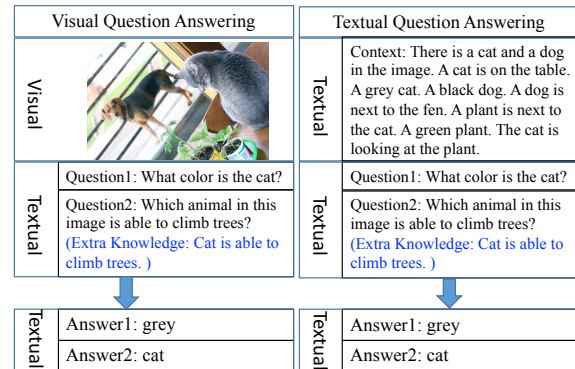 Visual Question Answering
Visual
Textual
Question1: What color is the cat?
Question2: Which animal in this
image is able to climb trees?
(Extra Knowledge: Cat is able to
climb trees. )
Textual
Answer1: grey
Answer2: cat
Textual Question Answering
Textual
Context: There is a cat and a dog
in the image. A cat is on the table.
A grey cat. A black dog. A dog is
next to the fen. A plant is next to
the cat. A green plant. The cat is
looking at the plant.
Textual
Question1: What color is the cat?
Question2: Which animal in this
image is able to climb trees?
(Extra Knowledge: Cat is able to
climb trees. )
Textual
Answer1: grey
Answer2: cat